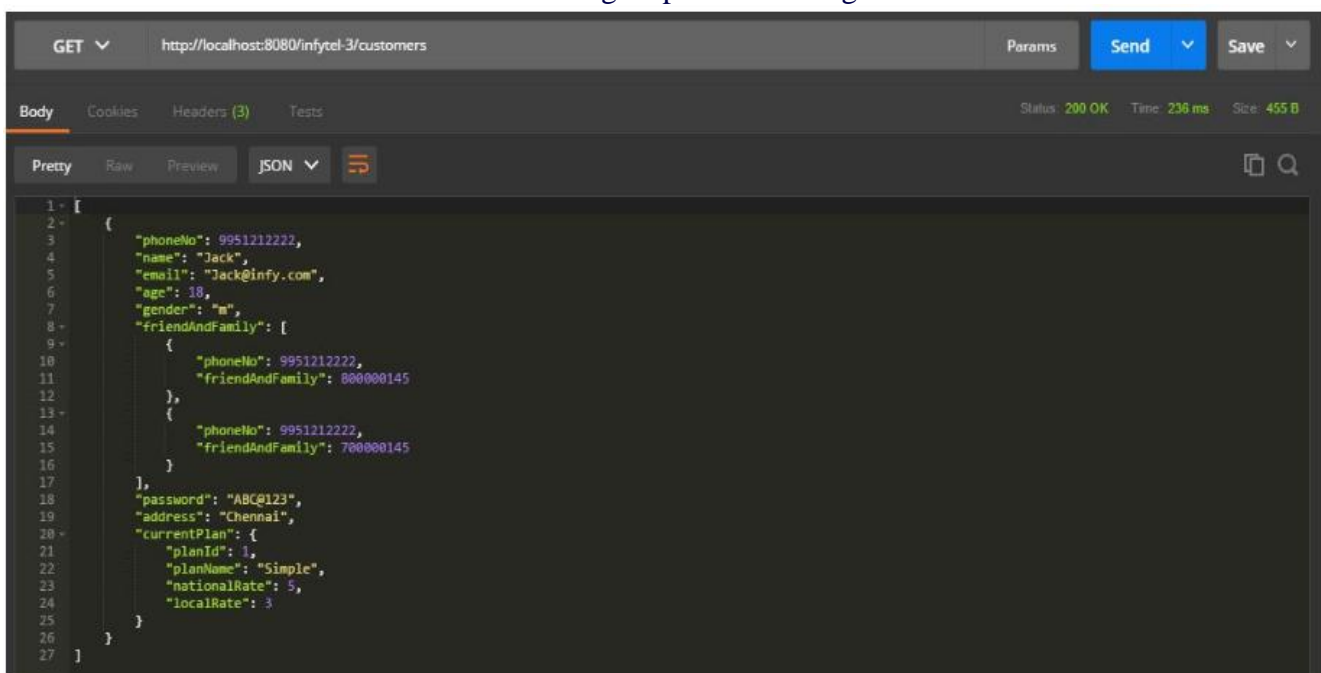 GET http://localhost:8080/infytel-3/customers Params Send Save
Body Cookies Headers (3) Tests Status: 200 OK Time: 236 ms Size: 455 B
Pretty Raw Preview JSON
1 [
2 {
3 "phoneNo": 9951212222,
4 "name": "Jack",
5 "email": "Jack@infy.com",
6 "age": 18,
7 "gender": "m",
8 "friendAndFamily": [
9 {
10 "phoneNo": 9951212222,
11 "friendAndFamily": 800000145
12 },
13 {
14 "phoneNo": 9951212222,
15 "friendAndFamily": 700000145
16 }
17 ],
18 "password": "ABC@123",
19 "address": "Chennai",
20 "currentPlan": {
21 "planId": 1,
22 "planName": "Simple",
23 "nationalRate": 5,
24 "localRate": 3
25 }
26 }
27 ]